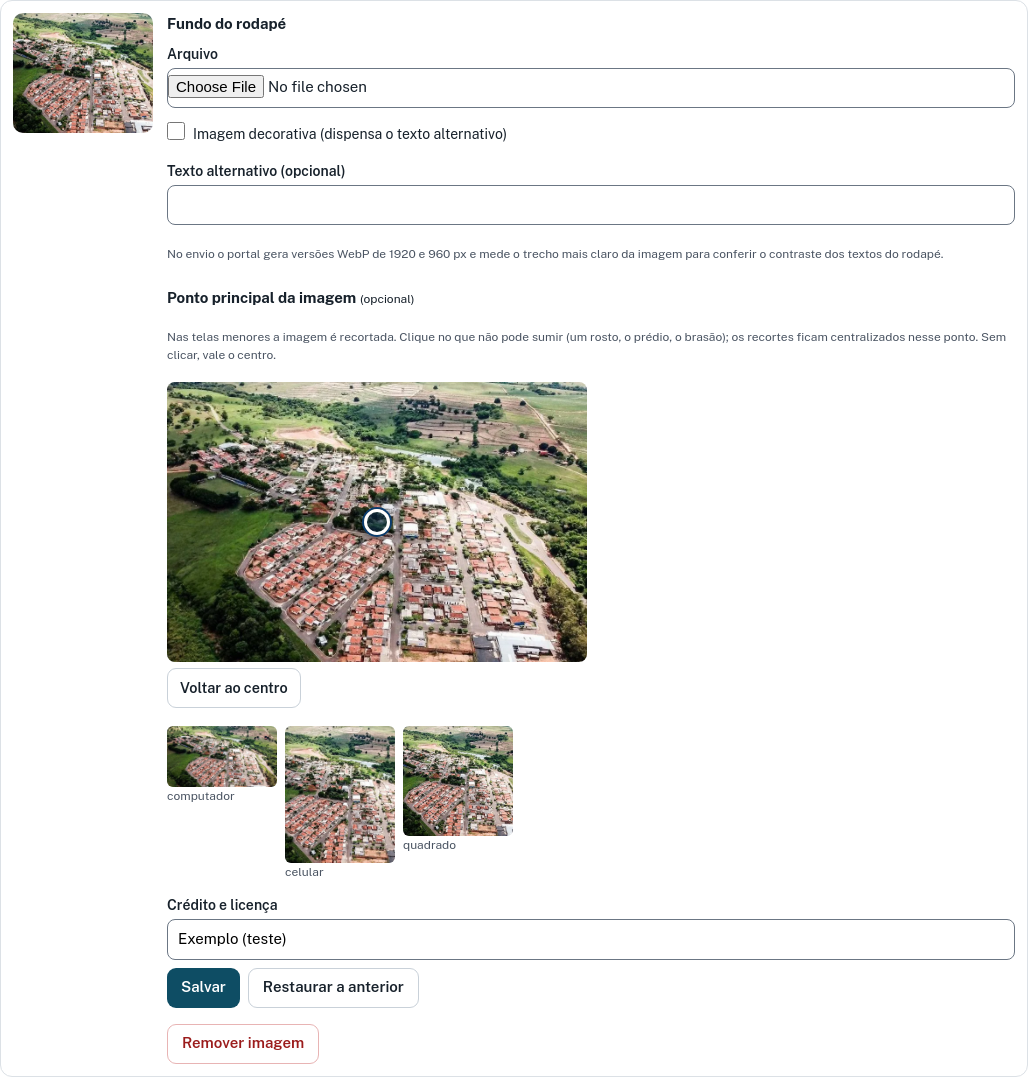 Fundo do rodapé
Arquivo
Choose File No file chosen
Imagem decorativa (dispensa o texto alternativo)
Texto alternativo (opcional)
No envio o portal gera versões WebP de 1920 e 960 px e mede o trecho mais claro da imagem para conferir o contraste dos textos do rodapé.
Ponto principal da imagem (opcional)
Nas telas menores a imagem é recortada. Clique no que não pode sumir (um rosto, o prédio, o brasão); os recortes ficam centralizados nesse ponto. Sem
clicar, vale o centro.
Voltar ao centro
computador
celular
quadrado
Crédito e licença
Exemplo (teste)
Salvar
Restaurar a anterior
Remover imagem